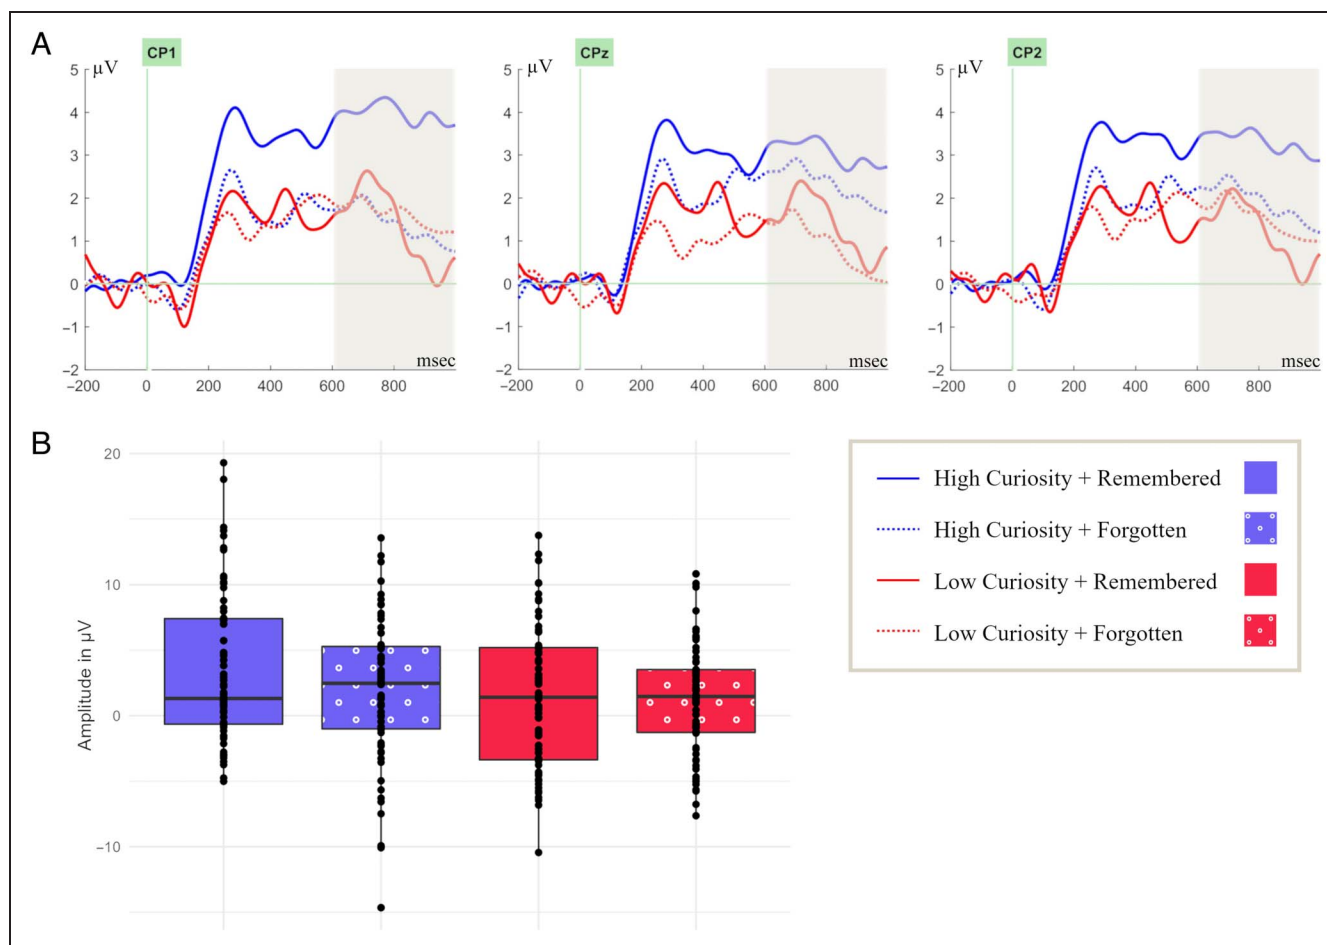 A
CP1
CPz
CP2
5 µV
5 µV
5 µV
4
4
4
3
3
3
2
2
2
1
1
1
0
0
0
−1
−1
−1
−2 msec
−2 msec
−2 msec
−200 0 200 400 600 800
−200 0 200 400 600 800
−200 0 200 400 600 800
B
20
10
0
−10
Amplitude in µV
High Curiosity + Remembered
High Curiosity + Forgotten
Low Curiosity + Remembered
Low Curiosity + Forgotten